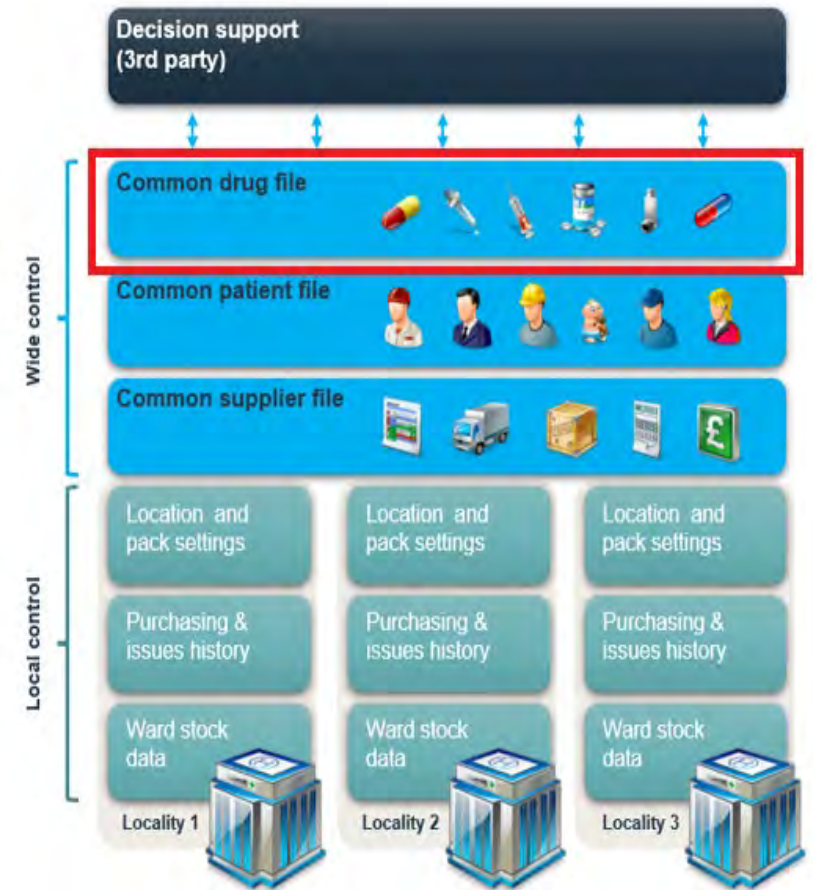 Decision support
(3rd party)
Wide control
Common drug file
Common patient file
Common supplier file
£
Local control
Location and
pack settings
Location and
pack settings
Location and
pack settings
Purchasing &
issues history
Purchasing &
issues history
Purchasing &
issues history
Ward stock
data
Ward stock
data
Ward stock
data
H
H
H
Locality 1
Locality 2
Locality 3